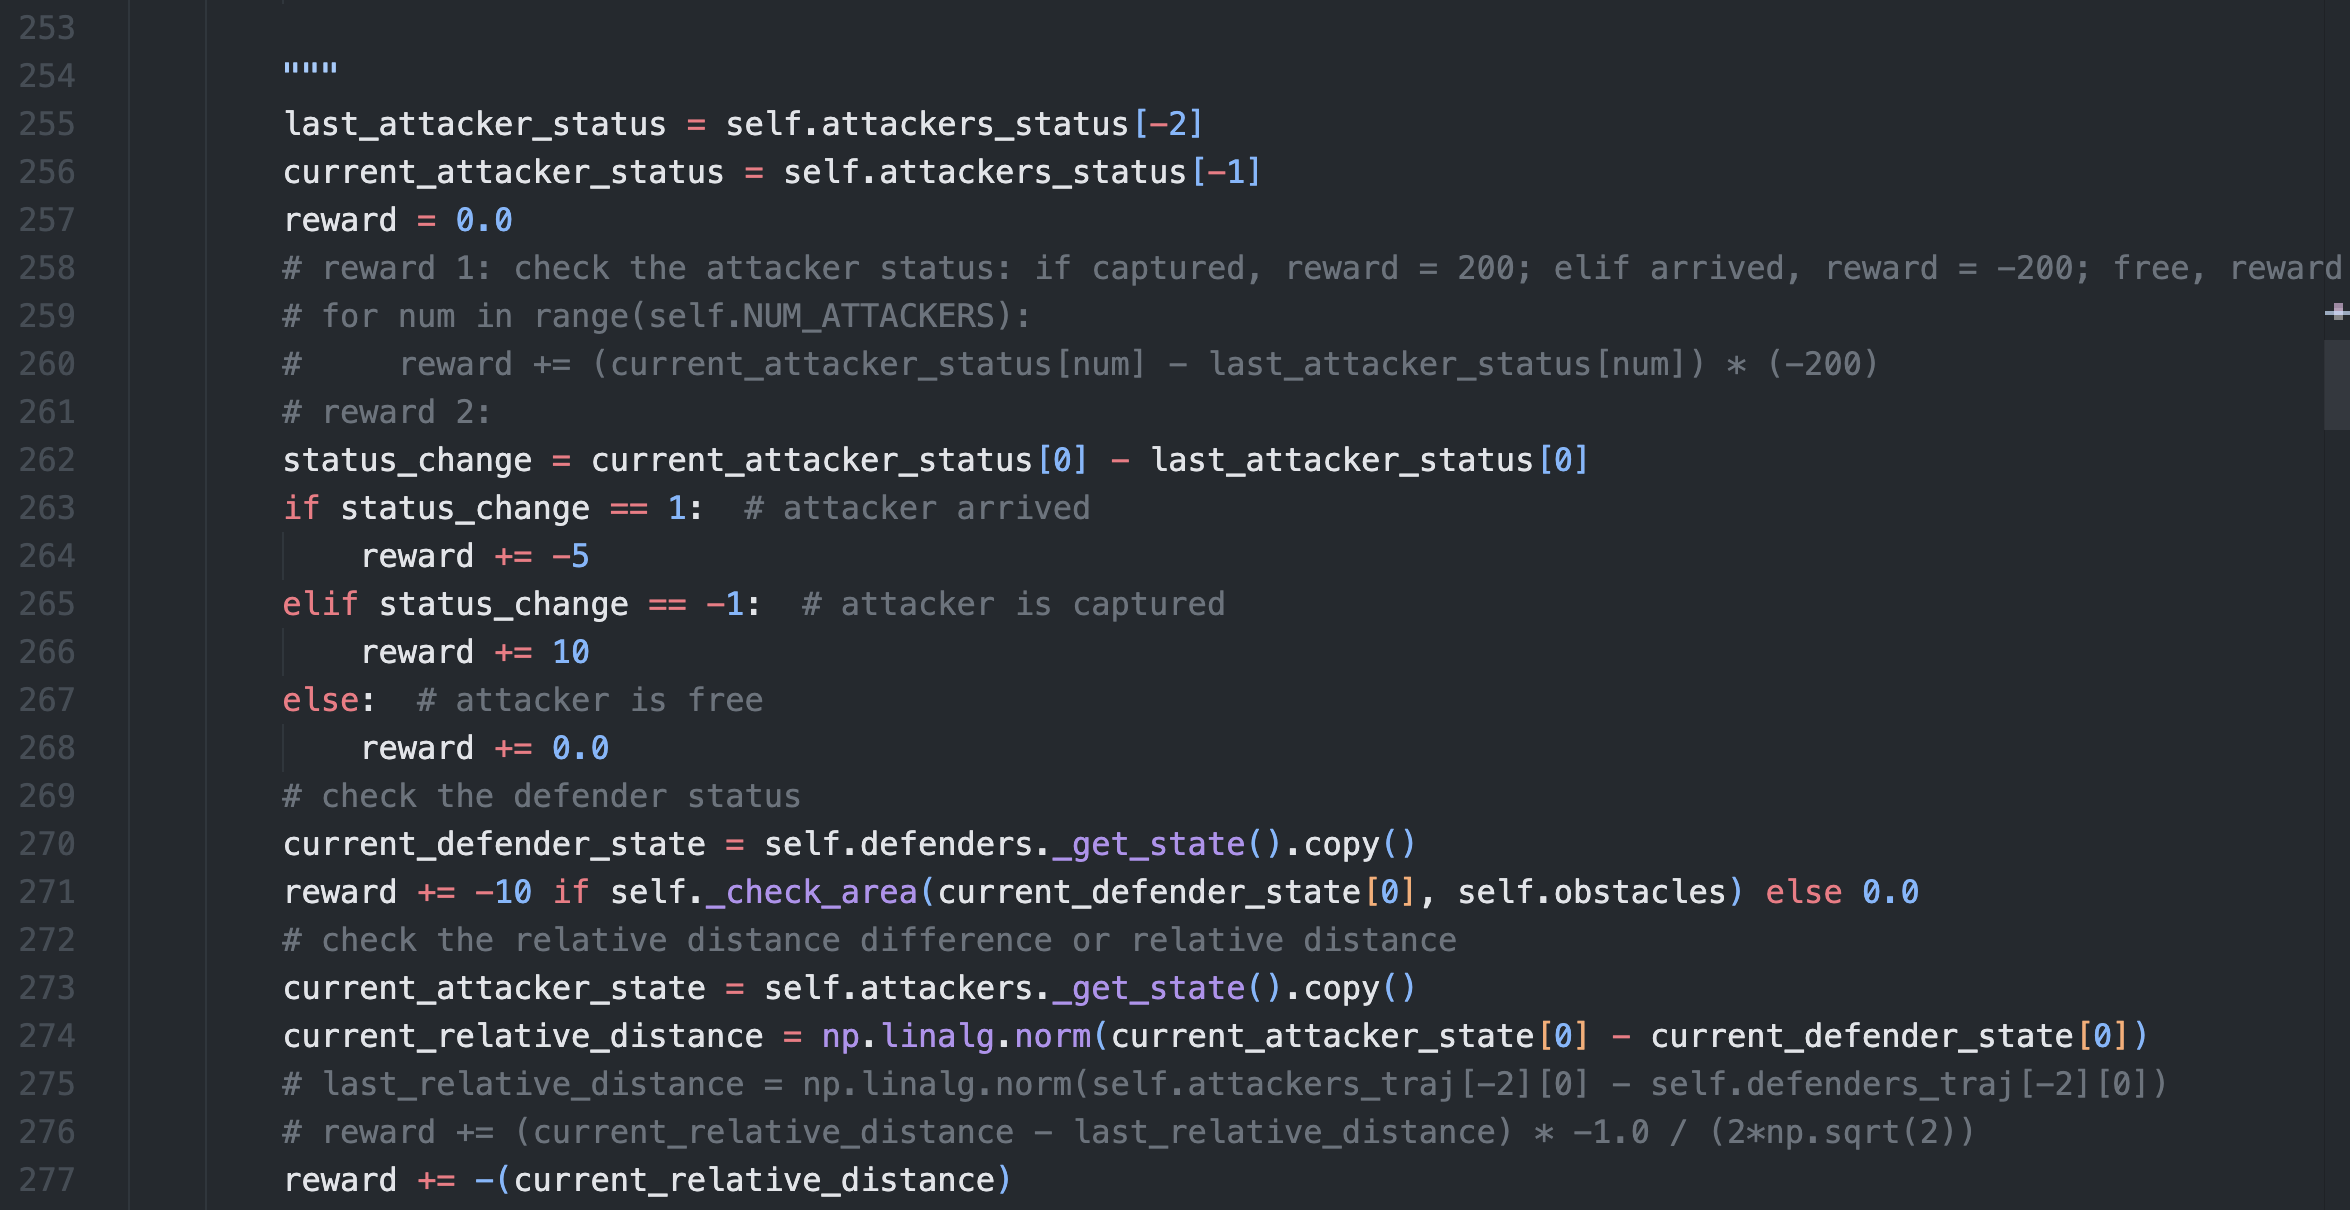 253
254 """
255 last_attacker_status = self.attackers_status[-2]
256 current_attacker_status = self.attackers_status[-1]
257 reward = 0.0
258 # reward 1: check the attacker status: if captured, reward = 200; elif arrived, reward = -200; free, reward
259 # for num in range(self.NUM_ATTACKERS):
260 #     reward += (current_attacker_status[num] - last_attacker_status[num]) * (-200)
261 # reward 2:
262 status_change = current_attacker_status[0] - last_attacker_status[0]
263 if status_change == 1:  # attacker arrived
264     reward += -5
265 elif status_change == -1:  # attacker is captured
266     reward += 10
267 else:  # attacker is free
268     reward += 0.0
269 # check the defender status
270 current_defender_state = self.defenders._get_state().copy()
271 reward += -10 if self._check_area(current_defender_state[0], self.obstacles) else 0.0
272 # check the relative distance difference or relative distance
273 current_attacker_state = self.attackers._get_state().copy()
274 current_relative_distance = np.linalg.norm(current_attacker_state[0] - current_defender_state[0])
275 # last_relative_distance = np.linalg.norm(self.attackers_traj[-2][0] - self.defenders_traj[-2][0])
276 # reward += (current_relative_distance - last_relative_distance) * -1.0 / (2*np.sqrt(2))
277 reward += -(current_relative_distance)